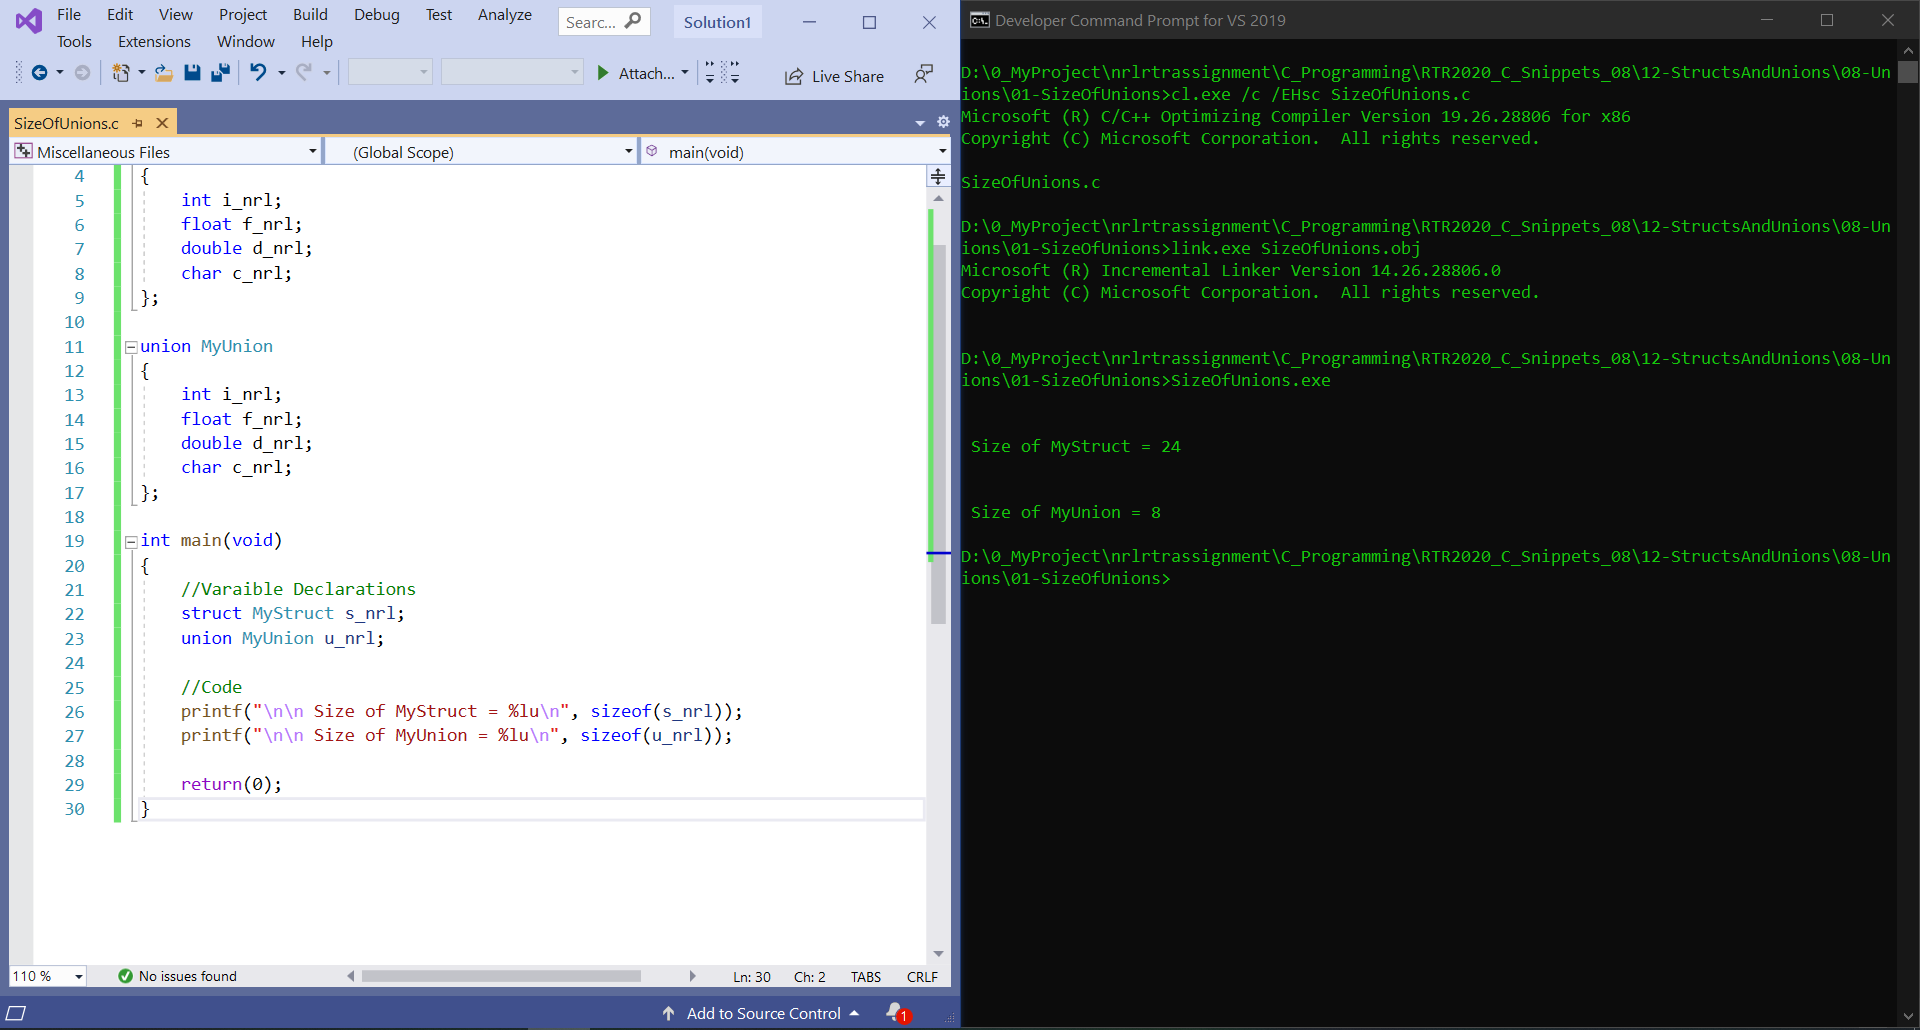 File Edit View Project Build Debug Test Analyze Searc... Solution1
Tools Extensions Window Help
Attach... Live Share
SizeOfUnions.c
Miscellaneous Files (Global Scope) main(void)
4 {
5 int i_nrl;
6 float f_nrl;
7 double d_nrl;
8 char c_nrl;
9 };
10
11 union MyUnion
12 {
13 int i_nrl;
14 float f_nrl;
15 double d_nrl;
16 char c_nrl;
17 };
18
19 int main(void)
20 {
21 //Varaible Declarations
22 struct MyStruct s_nrl;
23 union MyUnion u_nrl;
24
25 //Code
26 printf("\n\n Size of MyStruct = %lu\n", sizeof(s_nrl));
27 printf("\n\n Size of MyUnion = %lu\n", sizeof(u_nrl));
28
29 return(0);
30 }
110 % No issues found Ln: 30 Ch: 2 TABS CRLF
Add to Source Control 1
C:\. Developer Command Prompt for VS 2019
D:\0_MyProject\nrlrtrassignment\C_Programming\RTR2020_C_Snippets_08\12-StructsAndUnions\08-Un
ions\01-SizeOfUnions>cl.exe /c /EHsc SizeOfUnions.c
Microsoft (R) C/C++ Optimizing Compiler Version 19.26.28806 for x86
Copyright (C) Microsoft Corporation.  All rights reserved.
SizeOfUnions.c
D:\0_MyProject\nrlrtrassignment\C_Programming\RTR2020_C_Snippets_08\12-StructsAndUnions\08-Un
ions\01-SizeOfUnions>link.exe SizeOfUnions.obj
Microsoft (R) Incremental Linker Version 14.26.28806.0
Copyright (C) Microsoft Corporation.  All rights reserved.
D:\0_MyProject\nrlrtrassignment\C_Programming\RTR2020_C_Snippets_08\12-StructsAndUnions\08-Un
ions\01-SizeOfUnions>SizeOfUnions.exe
Size of MyStruct = 24
Size of MyUnion = 8
D:\0_MyProject\nrlrtrassignment\C_Programming\RTR2020_C_Snippets_08\12-StructsAndUnions\08-Un
ions\01-SizeOfUnions>